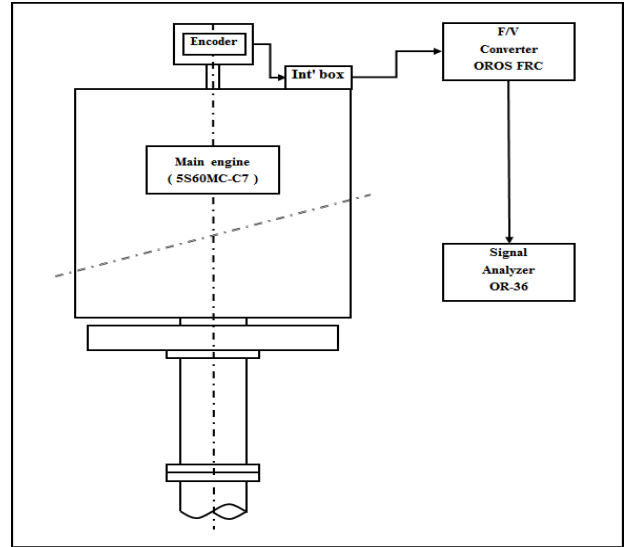 Encoder
Int' box
F/V
Converter
OROS FRC
Main engine
( 5S60MC-C7 )
Signal
Analyzer
OR-36